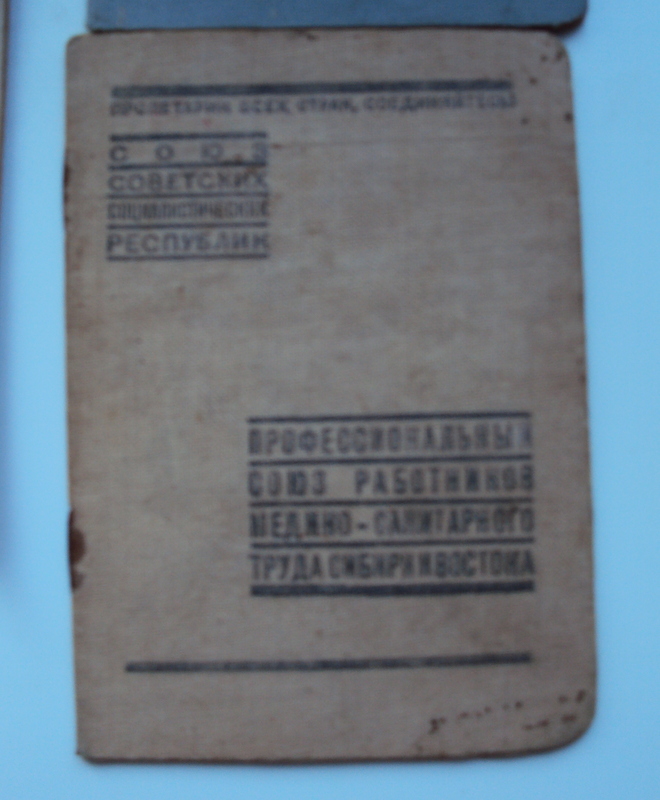 ПРОЛЕТАРИИ ВСЕХ СТРАН, СОЕДИНЯЙТЕСЬ!
СОЮЗ
СОВЕТСКИХ
СОЦИАЛИСТИЧЕСКИХ
РЕСПУБЛИК
ПРОФЕССИОНАЛЬНЫЙ
СОЮЗ РАБОТНИКОВ
МЕДИКО-САНИТАРНОГО
ТРУДА СИБИРИ И ВОСТОКА